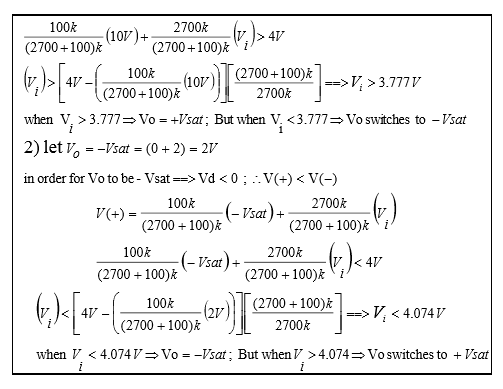 100k/(2700+100)k (10V) + 2700k/(2700+100)k (V_i) > 4V
(V_i) > [4V − (100k/(2700+100)k (10V))] [(2700+100)k/2700k] ==> V_i > 3.777V
when V_i > 3.777 ⇒ Vo = +Vsat ; But when V_i < 3.777 ⇒ Vo switches to − Vsat
2) let V_o = −Vsat = (0 + 2) = 2V
in order for Vo to be - Vsat ==> Vd < 0 ; ∴ V(+) < V(−)
V(+) = 100k/(2700+100)k (− Vsat) + 2700k/(2700+100)k (V_i)
100k/(2700+100)k (− Vsat) + 2700k/(2700+100)k (V_i) < 4V
(V_i) < [4V − (100k/(2700+100)k (2V))] [(2700+100)k/2700k] ==> V_i < 4.074V
when V_i < 4.074V ⇒ Vo = −Vsat ; But when V_i > 4.074 ⇒ Vo switches to + Vsat